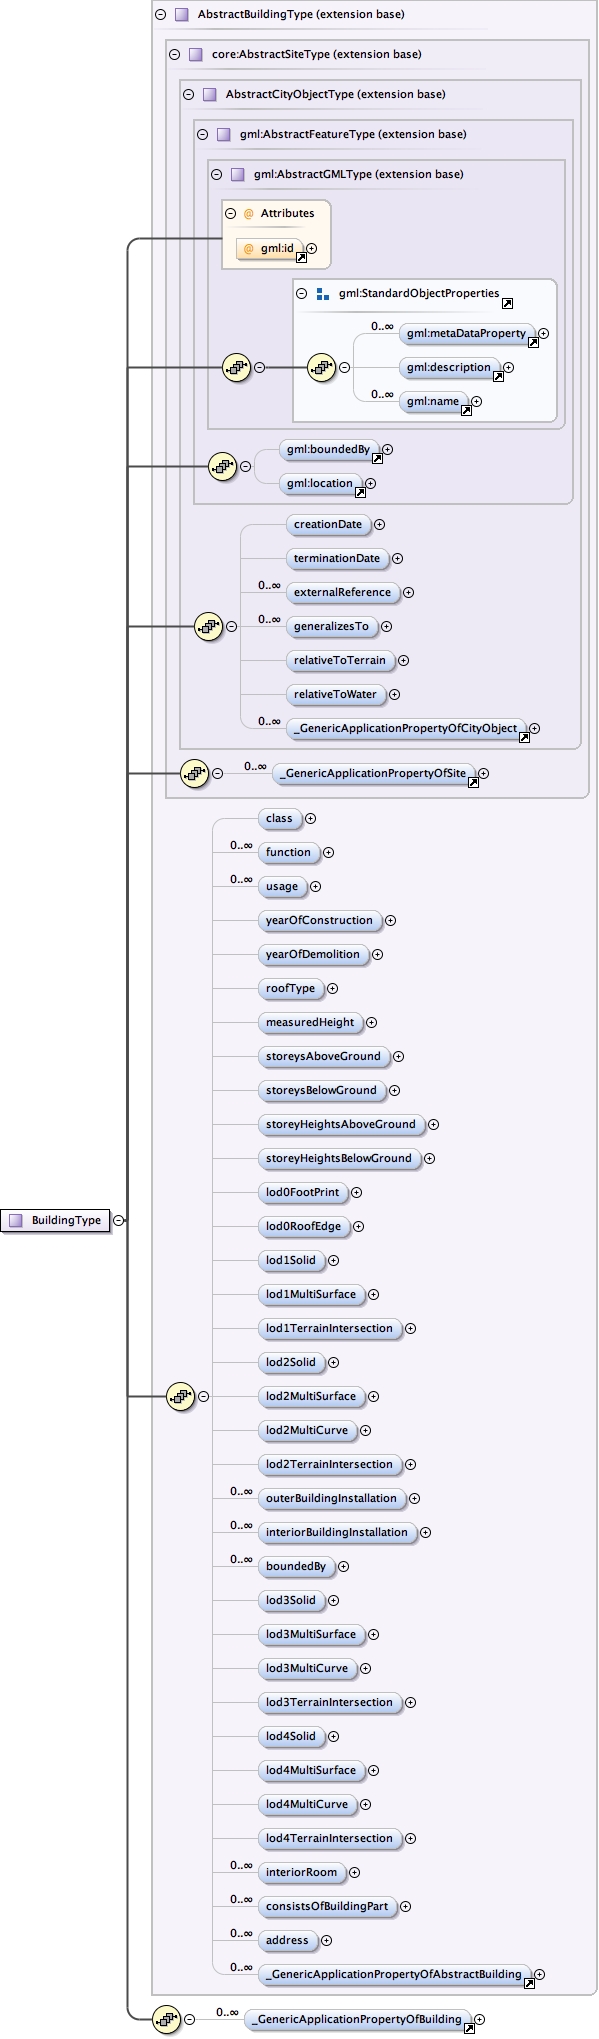 AbstractBuildingType (extension base)
core:AbstractSiteType (extension base)
AbstractCityObjectType (extension base)
gml:AbstractFeatureType (extension base)
gml:AbstractGMLType (extension base)
@ Attributes
@ gml:id
gml:StandardObjectProperties
0..∞ gml:metaDataProperty
gml:description
0..∞ gml:name
gml:boundedBy
gml:location
creationDate
terminationDate
0..∞ externalReference
0..∞ generalizesTo
relativeToTerrain
relativeToWater
0..∞ _GenericApplicationPropertyOfCityObject
0..∞ _GenericApplicationPropertyOfSite
class
0..∞ function
0..∞ usage
yearOfConstruction
yearOfDemolition
roofType
measuredHeight
storeysAboveGround
storeysBelowGround
storeyHeightsAboveGround
storeyHeightsBelowGround
lod0FootPrint
BuildingType
lod0RoofEdge
lod1Solid
lod1MultiSurface
lod1TerrainIntersection
lod2Solid
lod2MultiSurface
lod2MultiCurve
lod2TerrainIntersection
0..∞ outerBuildingInstallation
0..∞ interiorBuildingInstallation
0..∞ boundedBy
lod3Solid
lod3MultiSurface
lod3MultiCurve
lod3TerrainIntersection
lod4Solid
lod4MultiSurface
lod4MultiCurve
lod4TerrainIntersection
0..∞ interiorRoom
0..∞ consistsOfBuildingPart
0..∞ address
0..∞ _GenericApplicationPropertyOfAbstractBuilding
0..∞ _GenericApplicationPropertyOfBuilding